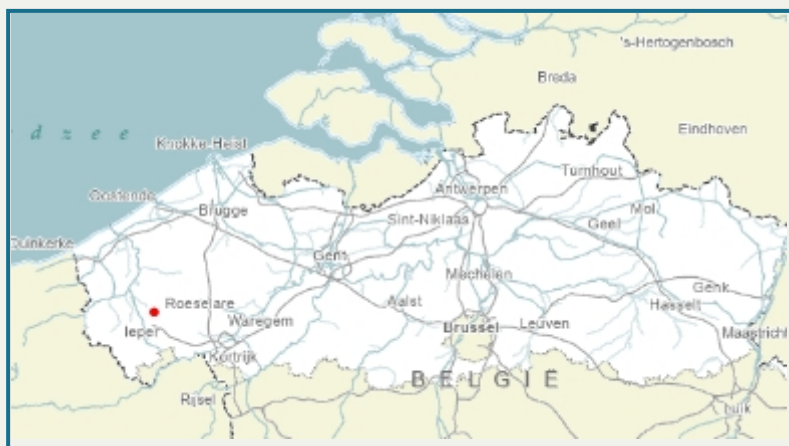 's-Hertogenbosch
Breda
dzee
Eindhoven
Knokke-Heist
Turnhout
Antwerpen
Oostende
Mol
Brugge
Sint-Niklaas
Geel
Duinkerke
Gent
Mechelen
Genk
Roeselare
Aalst
Hasselt
Waregem
Ieper
Brussel
Leuven
Maastricht
Kortrijk
BELGIË
Rijsel
Luik